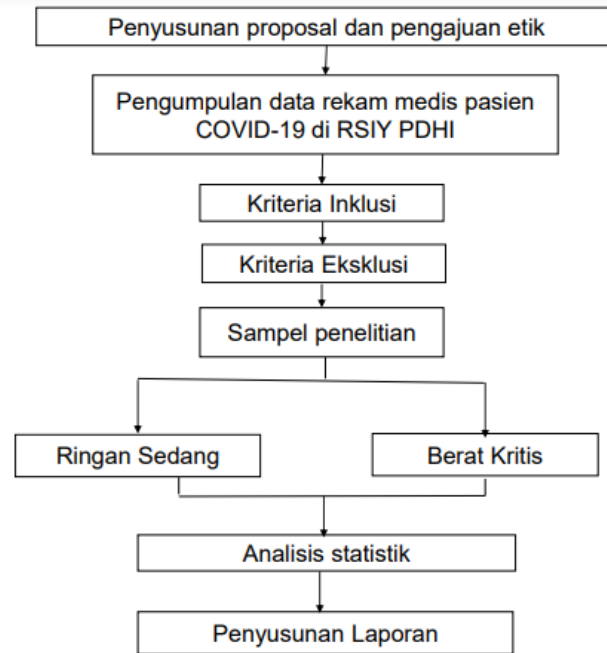 Penyusunan proposal dan pengajuan etik
Pengumpulan data rekam medis pasien
COVID-19 di RSIY PDHI
Kriteria Inklusi
Kriteria Eksklusi
Sampel penelitian
Ringan Sedang
Berat Kritis
Analisis statistik
Penyusunan Laporan